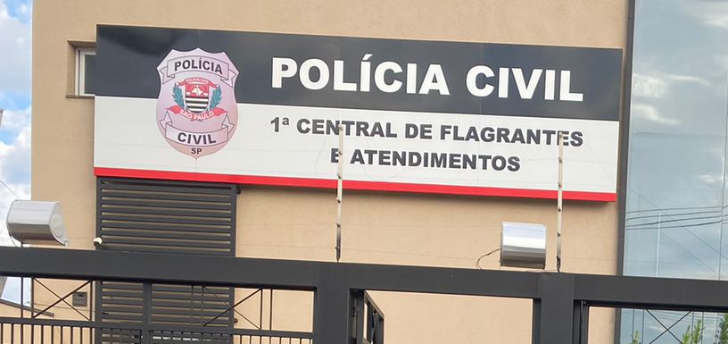 POLÍCIA
SÃO PAULO
CIVIL
SP
POLÍCIA CIVIL
1ª CENTRAL DE FLAGRANTES
E ATENDIMENTOS